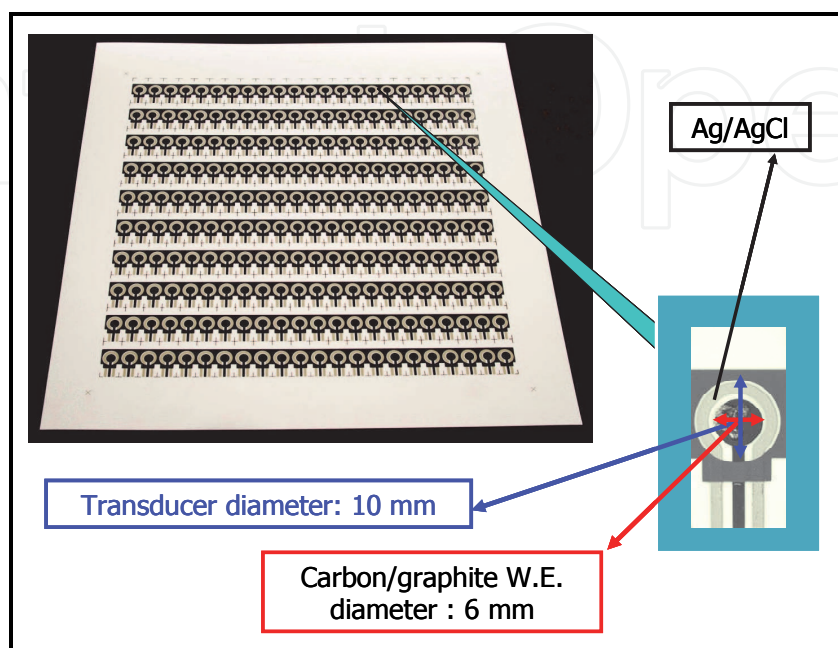 Ag/AgCl
Transducer diameter: 10 mm
Carbon/graphite W.E.
diameter : 6 mm